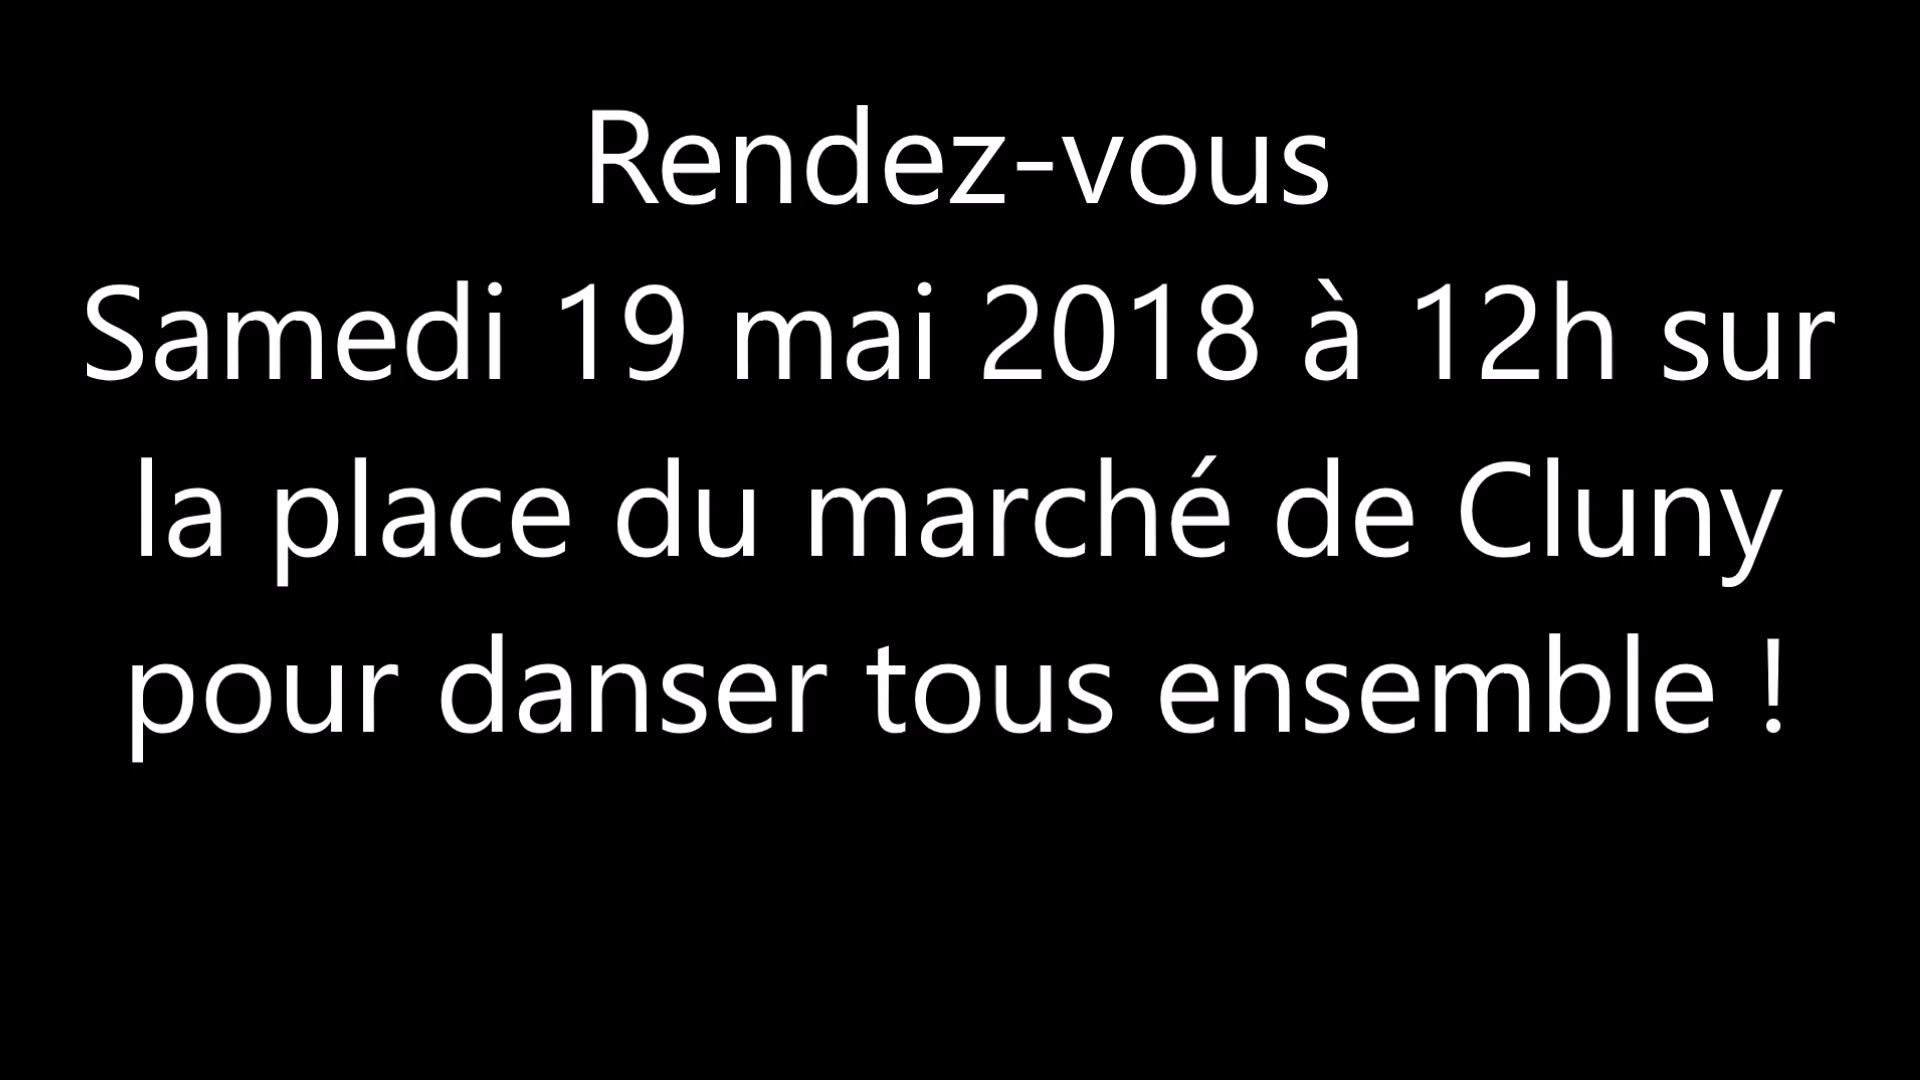 Rendez-vous
Samedi 19 mai 2018 à 12h sur
la place du marché de Cluny
pour danser tous ensemble !